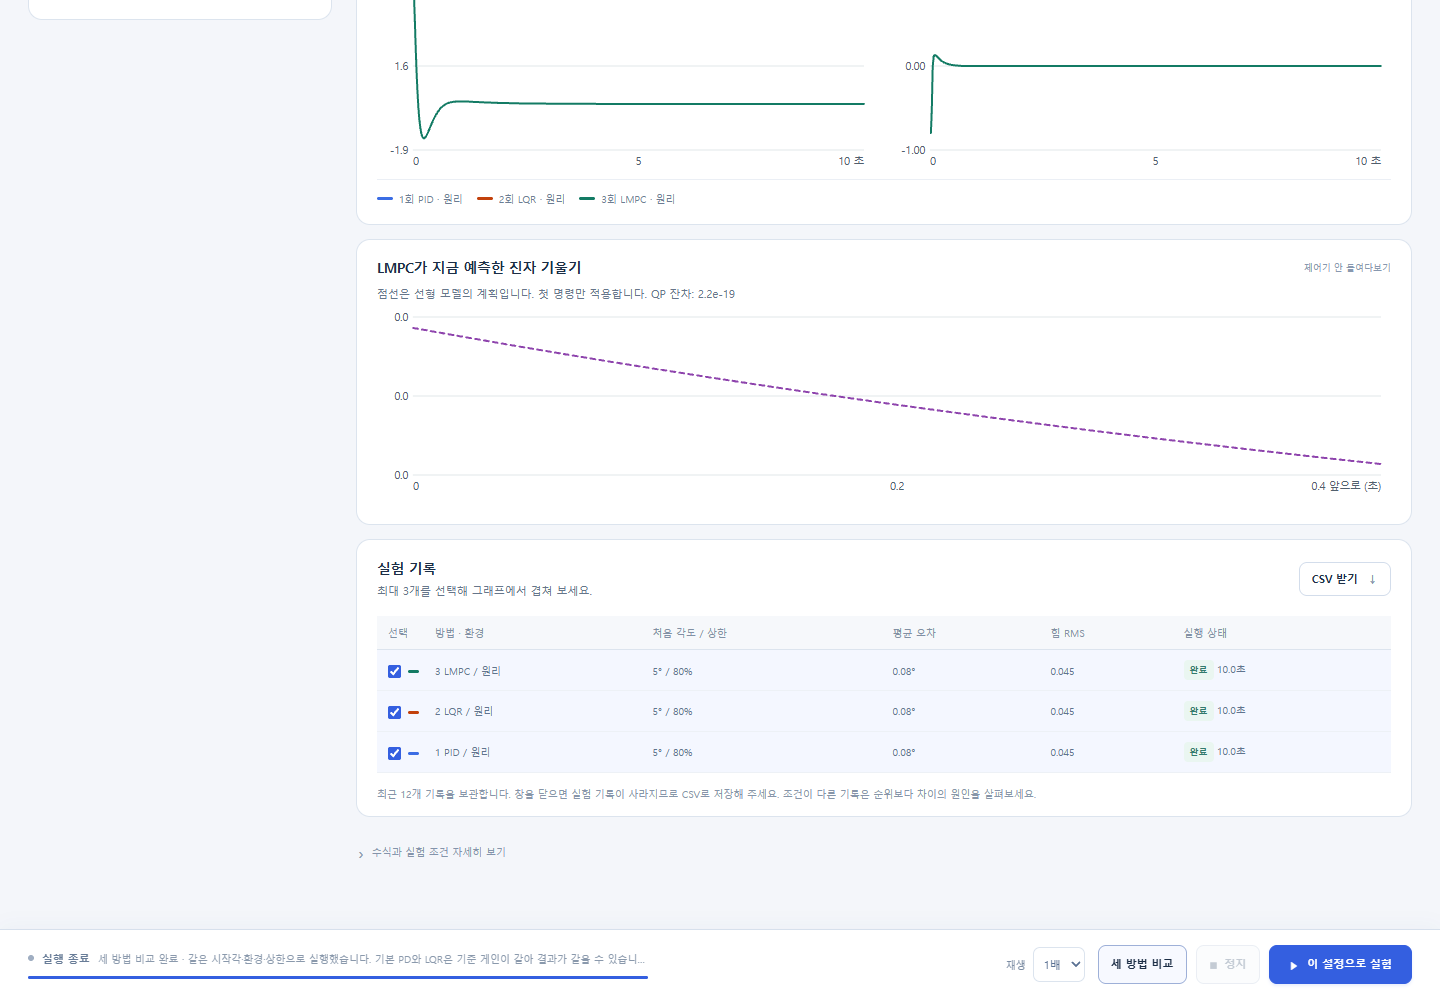 1.6
-1.9
0
5
10 초
0.00
-1.00
0
5
10 초
1회 PID · 원리
2회 LQR · 원리
3회 LMPC · 원리
LMPC가 지금 예측한 진자 기울기
제어기 안 들여다보기
점선은 선형 모델의 계획입니다. 첫 명령만 적용합니다. QP 잔차: 2.2e-19
0.0
0.0
0.0
0
0.2
0.4 앞으로 (초)
실험 기록
최대 3개를 선택해 그래프에서 겹쳐 보세요.
CSV 받기 ↓
선택 방법 · 환경 처음 각도 / 상한 평균 오차 힘 RMS 실행 상태
3 LMPC / 원리 5° / 80% 0.08° 0.045 완료 10.0초
2 LQR / 원리 5° / 80% 0.08° 0.045 완료 10.0초
1 PID / 원리 5° / 80% 0.08° 0.045 완료 10.0초
최근 12개 기록을 보관합니다. 창을 닫으면 실험 기록이 사라지므로 CSV로 저장해 주세요. 조건이 다른 기록은 순위보다 차이의 원인을 살펴보세요.
수식과 실험 조건 자세히 보기
실행 종료 세 방법 비교 완료 · 같은 시작각·환경·상한으로 실행했습니다. 기본 PD와 LQR은 기준 게인이 같아 결과가 같을 수 있습니...
재생 1배 세 방법 비교 정지 이 설정으로 실험